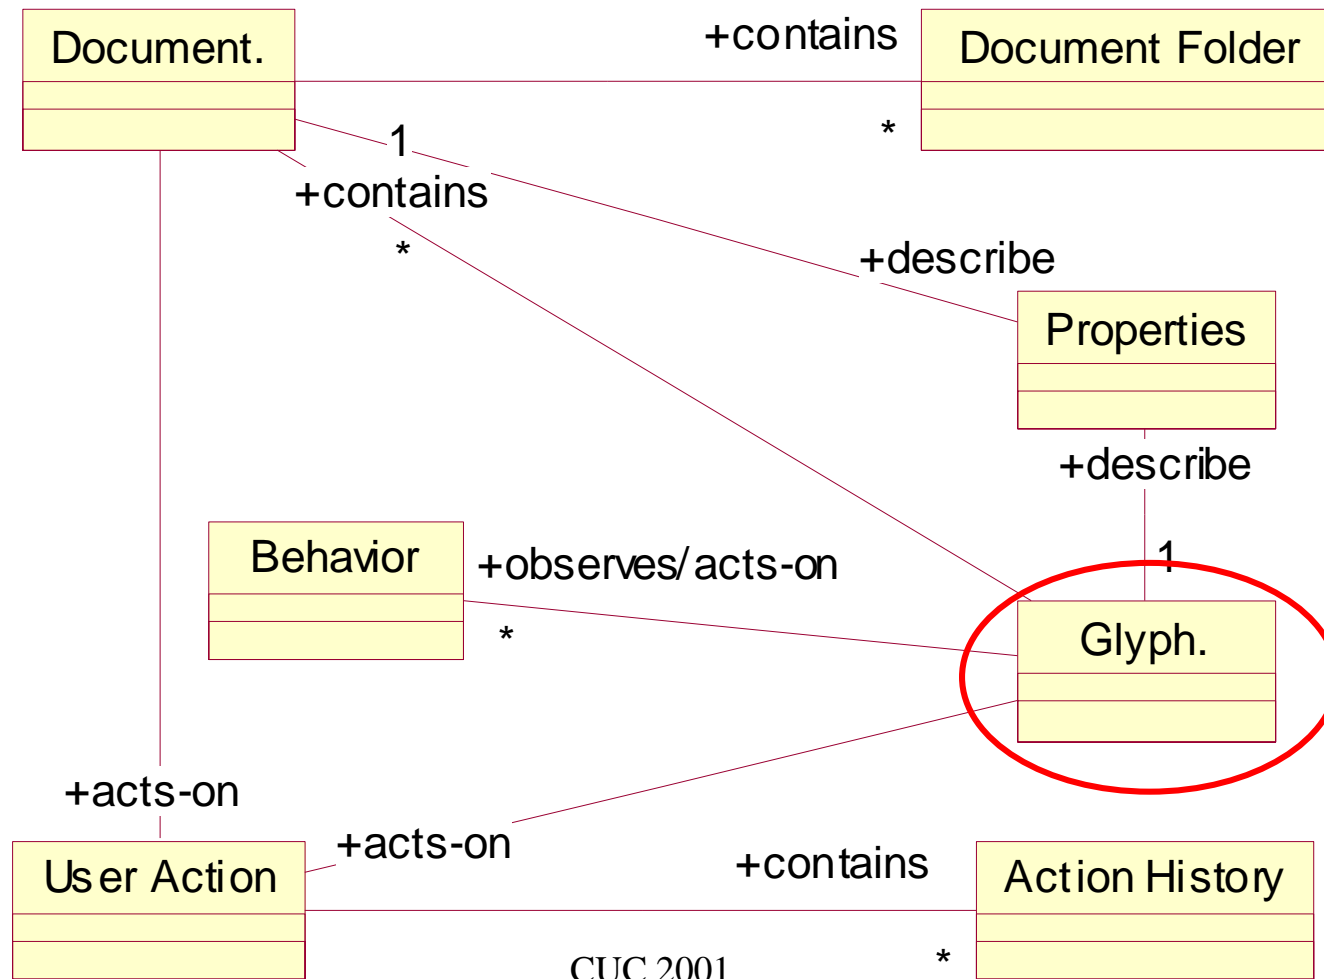 Document.
+contains
Document Folder
*
1
+contains
*
+describe
Properties
+describe
1
Behavior
+observes/acts-on
*
Glyph.
+acts-on
+acts-on
User Action
+contains
Action History
*
CUC 2001